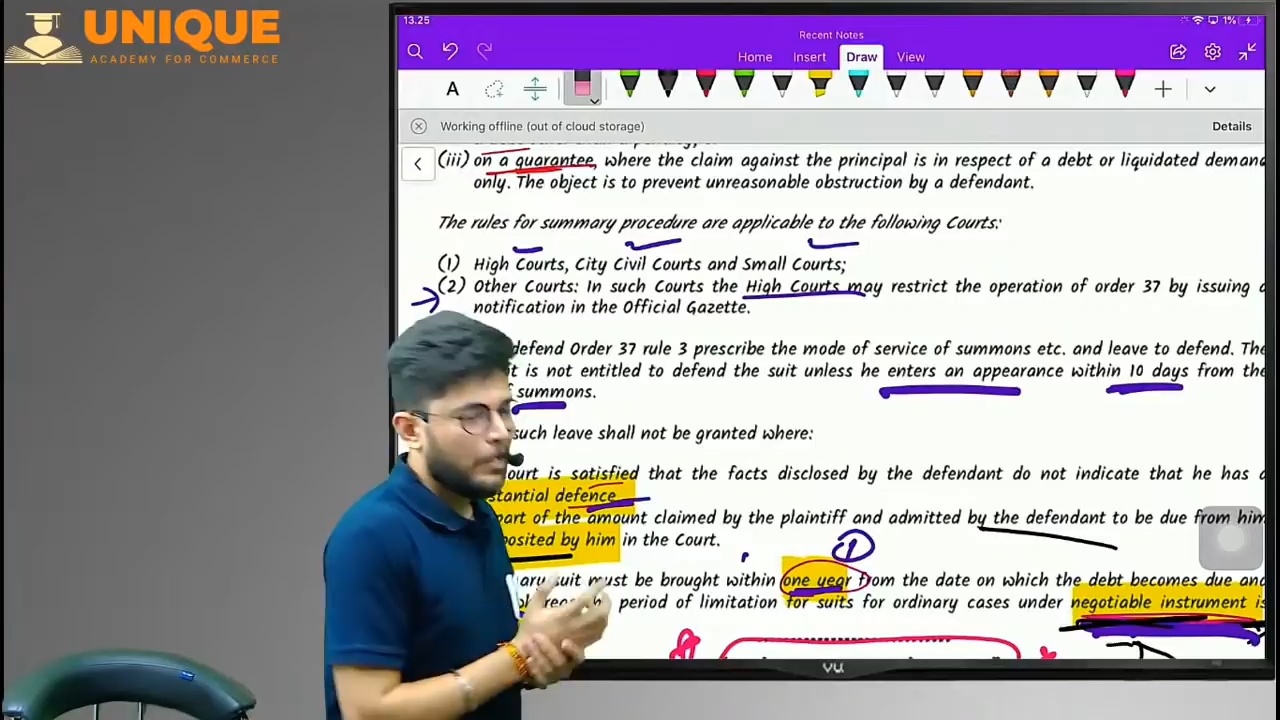 UNIQUE
ACADEMY FOR COMMERCE
13.25
1%
Recent Notes
Home Insert Draw View
A
Working offline (out of cloud storage)
Details
(iii) on a guarantee, where the claim against the principal is in respect of a debt or liquidated demand
only. The object is to prevent unreasonable obstruction by a defendant.
The rules for summary procedure are applicable to the following Courts:
(1) High Courts, City Civil Courts and Small Courts;
(2) Other Courts: In such Courts the High Courts may restrict the operation of order 37 by issuing a
notification in the Official Gazette.
defend Order 37 rule 3 prescribe the mode of service of summons etc. and leave to defend. The
is not entitled to defend the suit unless he enters an appearance within 10 days from the
summons.
such leave shall not be granted where:
ourt is satisfied that the facts disclosed by the defendant do not indicate that he has a
stantial defence
part of the amount claimed by the plaintiff and admitted by the defendant to be due from him
posited by him in the Court.
1
ary suit must be brought within one year from the date on which the debt becomes due and
period of limitation for suits for ordinary cases under negotiable instrument is
VU